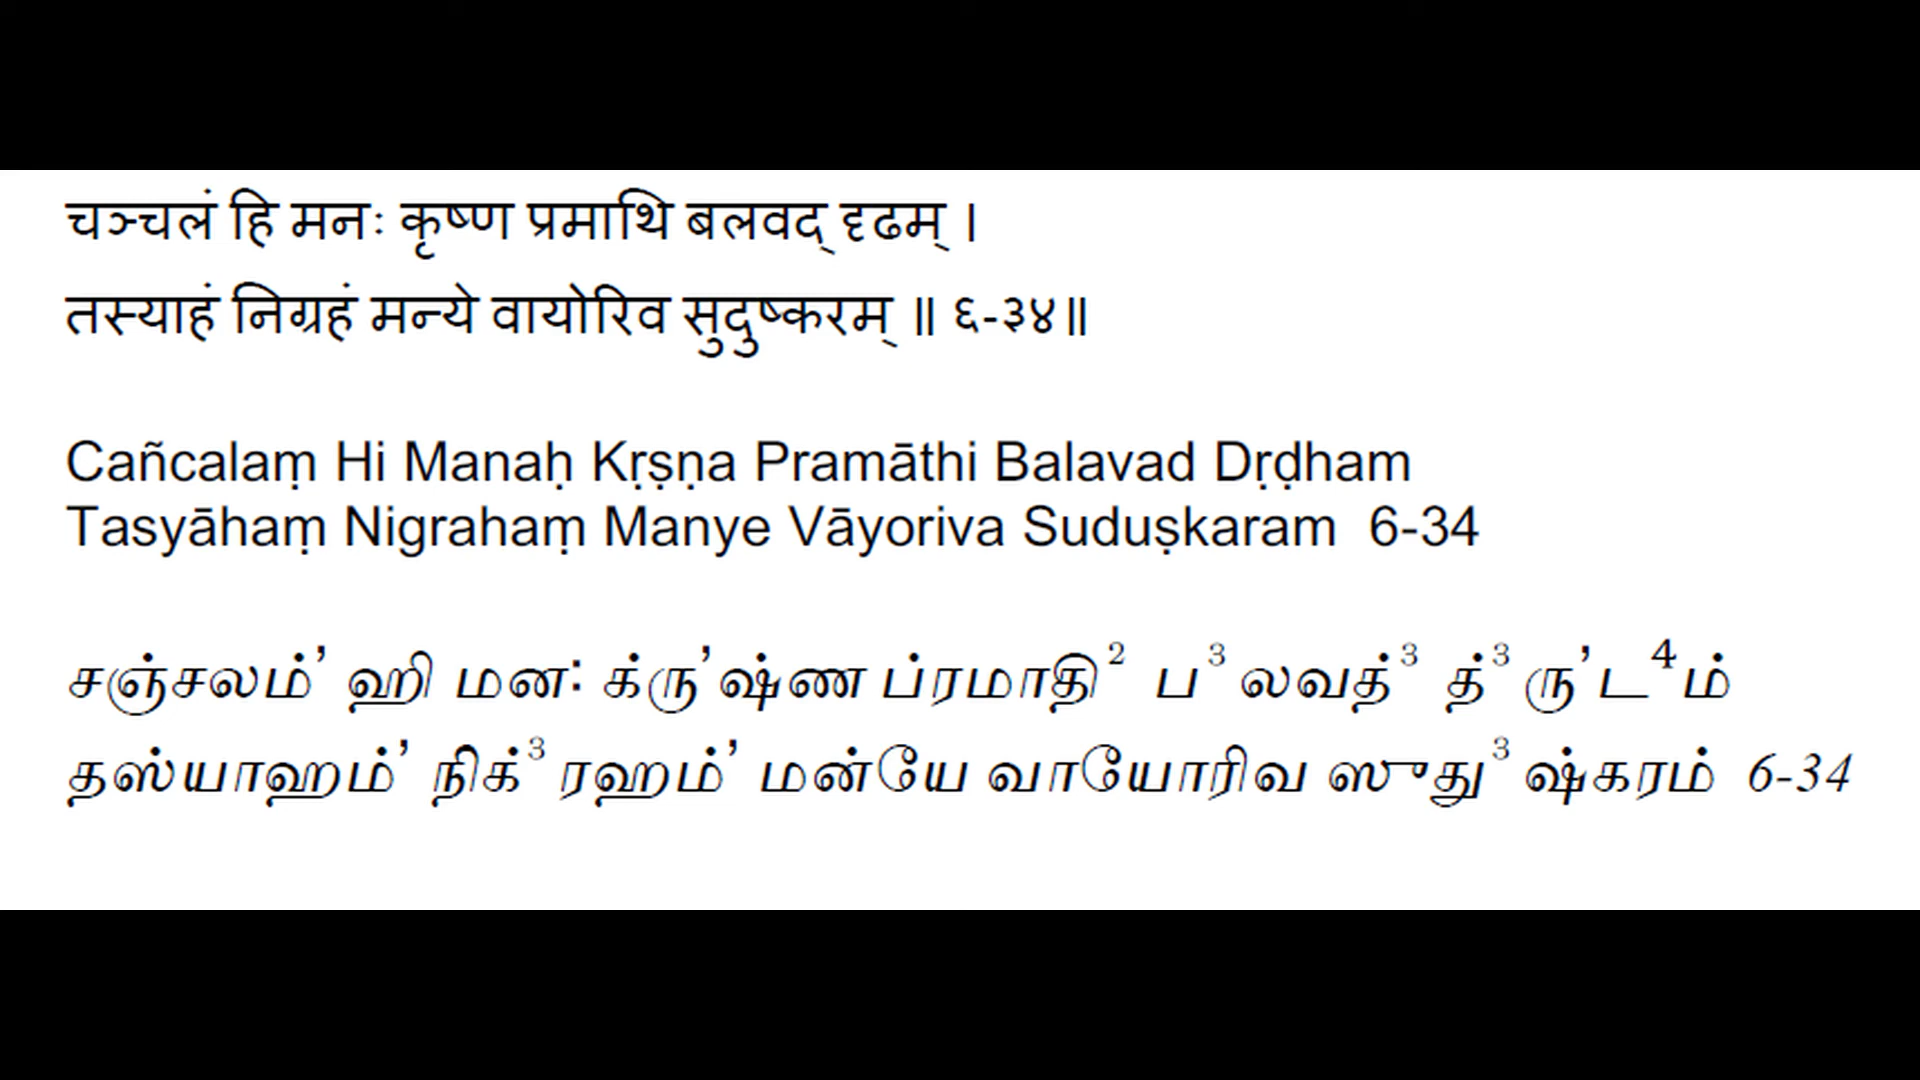 चञ्चलं हि मनः कृष्ण प्रमाथि बलवद् दृढम् ।
तस्याहं निग्रहं मन्ये वायोरिव सुदुष्करम् ॥ ६-३४॥
Cañcalaṃ Hi Manaḥ Kṛṣṇa Pramāthi Balavad Dṛḍham
Tasyāhaṃ Nigrahaṃ Manye Vāyoriva Suduṣkaram 6-34
சஞ்சலம்’ ஹி மன: க்ரு’ஷ்ண ப்ரமாதி² ப³லவத்³ த்³ரு’ட⁴ம்
தஸ்யாஹம்’ நிக்³ரஹம்’ மன்யே வாயோரிவ ஸுது³ஷ்கரம் 6-34